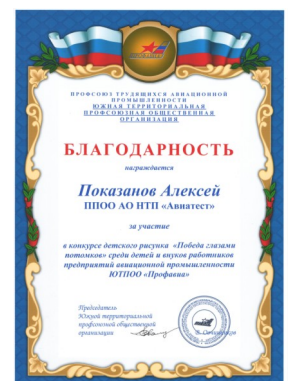 ПРОФСОЮЗ ТРУДЯЩИХСЯ АВИАЦИОННОЙ
ПРОМЫШЛЕННОСТИ
ЮЖНАЯ ТЕРРИТОРИАЛЬНАЯ
ПРОФСОЮЗНАЯ ОБЩЕСТВЕННАЯ
ОРГАНИЗАЦИЯ
БЛАГОДАРНОСТЬ
награждается
Показанов Алексей
ППОО АО НТП «Авиатест»
за участие
в конкурсе детского рисунка «Победа глазами
потомков» среди детей и внуков работников
предприятий авиационной промышленности
ЮТПОО «Профавиа»
Председатель
Южной территориальной
профсоюзной общественной
организации